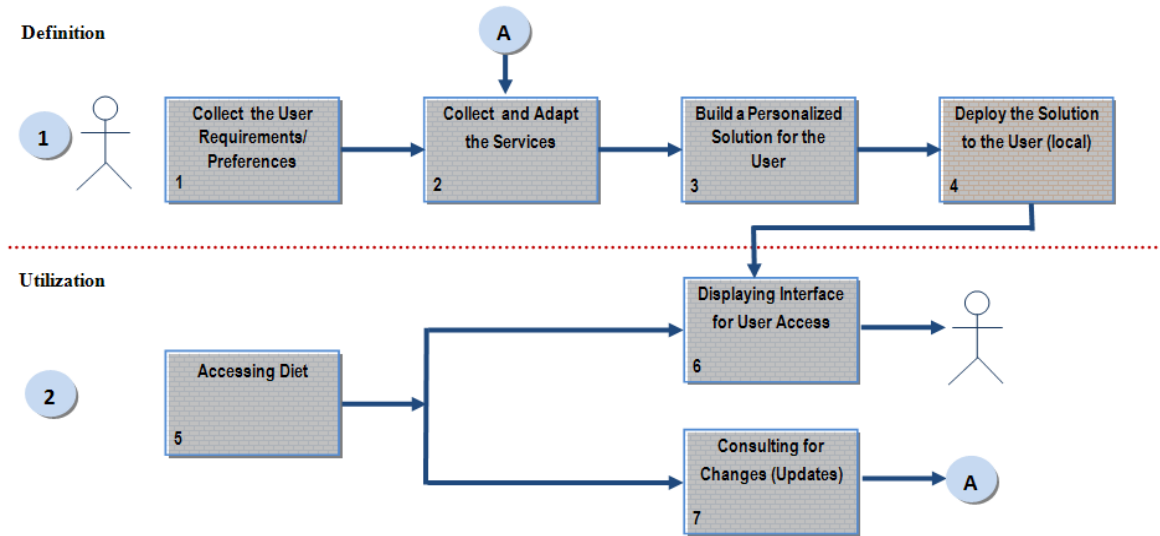 Definition
A
1
Collect the User
Requirements/
Preferences
1
Collect and Adapt
the Services
2
Build a Personalized
Solution for the
User
3
Deploy the Solution
to the User (local)
4
Utilization
2
Accessing Diet
5
Displaying Interface
for User Access
6
Consulting for
Changes (Updates)
7
A